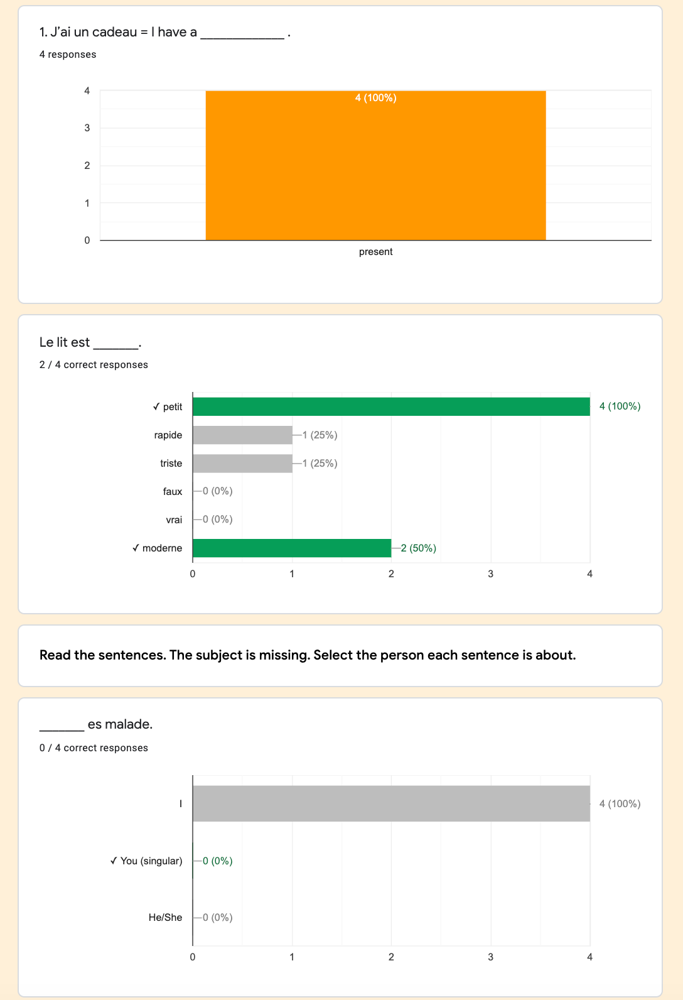 1. J’ai un cadeau = I have a _____________ .
4 responses
4
4 (100%)
3
2
1
0
present
Le lit est _______.
2 / 4 correct responses
✓ petit
4 (100%)
rapide
1 (25%)
triste
1 (25%)
faux
0 (0%)
vrai
0 (0%)
✓ moderne
2 (50%)
0 1 2 3 4
Read the sentences. The subject is missing. Select the person each sentence is about.
_______ es malade.
0 / 4 correct responses
I
4 (100%)
✓ You (singular)
0 (0%)
He/She
0 (0%)
0 1 2 3 4